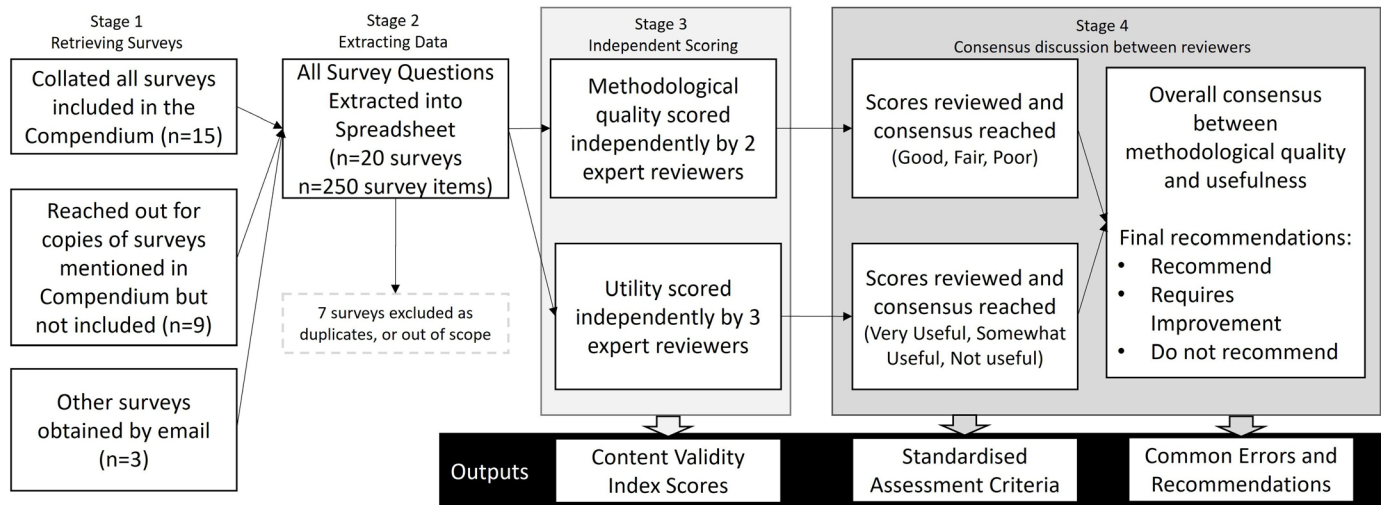 Stage 1
Retrieving Surveys
Collated all surveys
included in the
Compendium (n=15)
Reached out for
copies of surveys
mentioned in
Compendium but
not included (n=9)
Other surveys
obtained by email
(n=3)
Stage 2
Extracting Data
All Survey Questions
Extracted into
Spreadsheet
(n=20 surveys
n=250 survey items)
7 surveys excluded as
duplicates, or out of scope
Stage 3
Independent Scoring
Methodological
quality scored
independently by 2
expert reviewers
Utility scored
independently by 3
expert reviewers
Stage 4
Consensus discussion between reviewers
Scores reviewed and
consensus reached
(Good, Fair, Poor)
Scores reviewed and
consensus reached
(Very Useful, Somewhat
Useful, Not useful)
Overall consensus
between
methodological quality
and usefulness
Final recommendations:
• Recommend
• Requires
Improvement
• Do not recommend
Outputs
Content Validity
Index Scores
Standardised
Assessment Criteria
Common Errors and
Recommendations